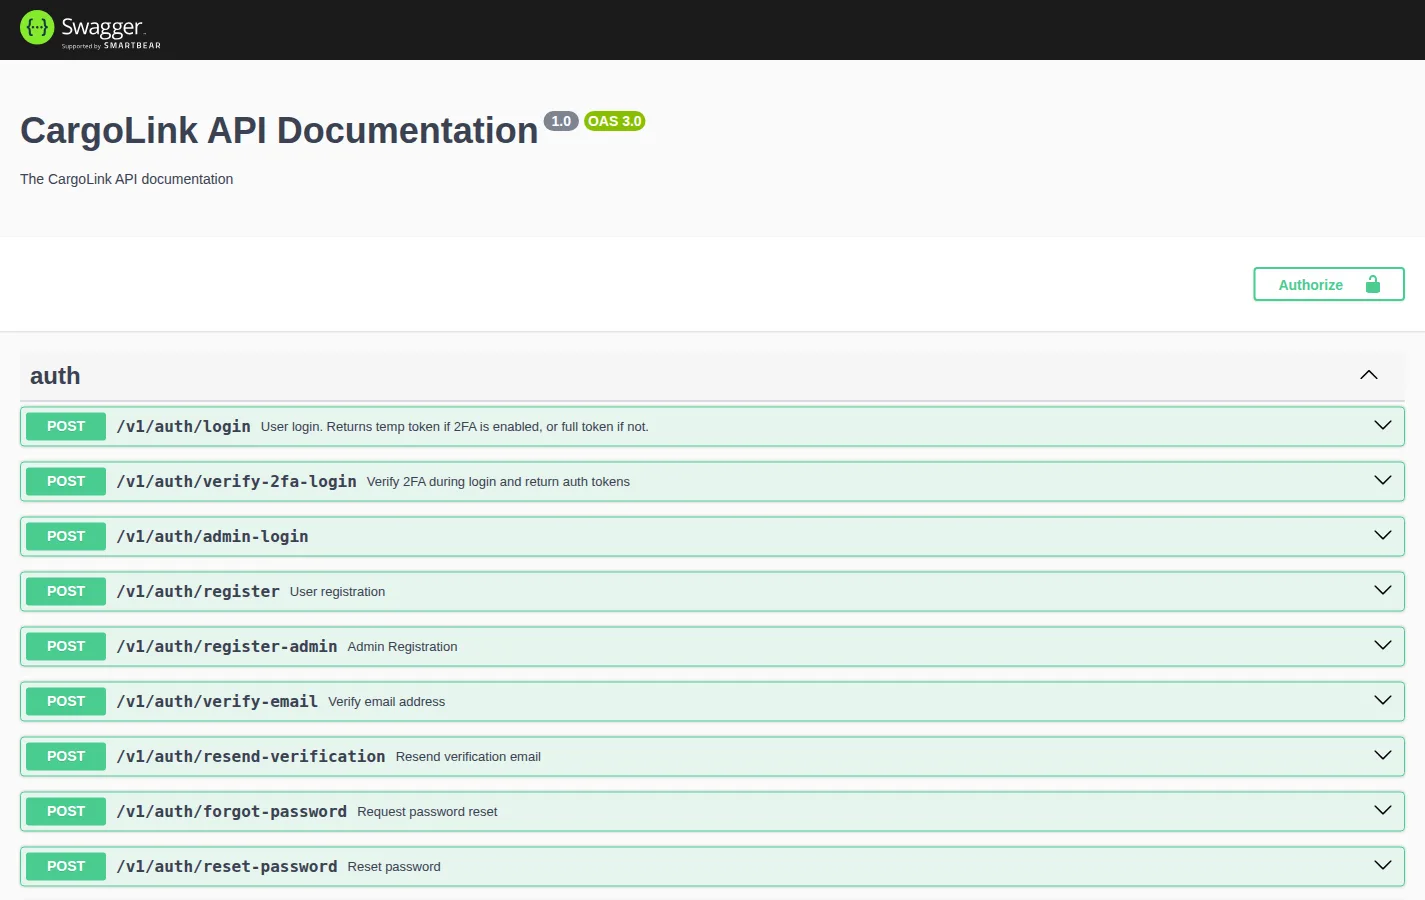 Swagger
Supported by SMARTBEAR
CargoLink API Documentation 1.0 OAS 3.0
The CargoLink API documentation
Authorize
auth
POST /v1/auth/login User login. Returns temp token if 2FA is enabled, or full token if not.
POST /v1/auth/verify-2fa-login Verify 2FA during login and return auth tokens
POST /v1/auth/admin-login
POST /v1/auth/register User registration
POST /v1/auth/register-admin Admin Registration
POST /v1/auth/verify-email Verify email address
POST /v1/auth/resend-verification Resend verification email
POST /v1/auth/forgot-password Request password reset
POST /v1/auth/reset-password Reset password